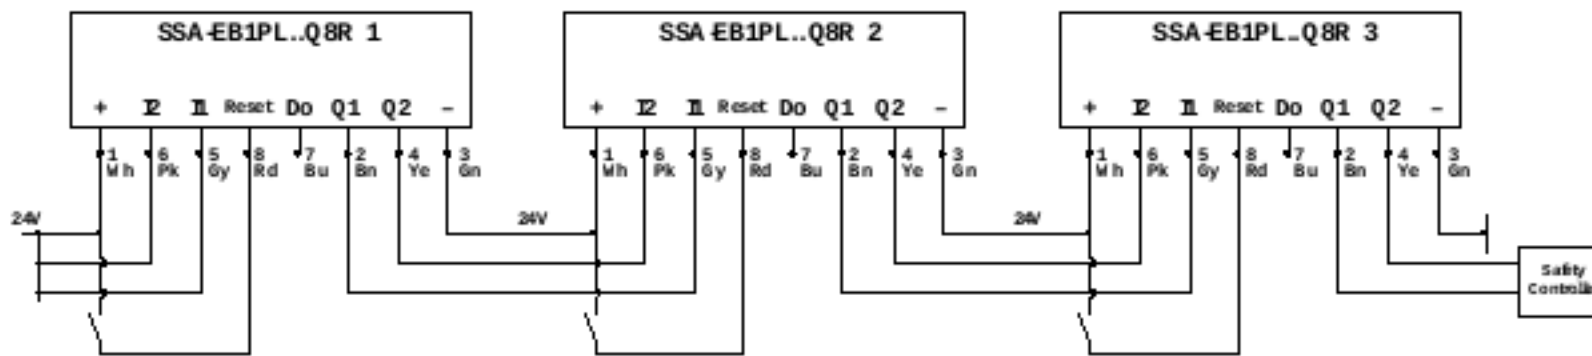 SSA-EB1PL..Q8R 1
+ I2 I1 Reset Do Q1 Q2 -
1 6 5 8 7 2 4 3
Wh Pk Gy Rd Bu Bn Ye Gn
24V
SSA-EB1PL..Q8R 2
+ I2 I1 Reset Do Q1 Q2 -
1 6 5 8 7 2 4 3
Wh Pk Gy Rd Bu Bn Ye Gn
24V
SSA-EB1PL..Q8R 3
+ I2 I1 Reset Do Q1 Q2 -
1 6 5 8 7 2 4 3
Wh Pk Gy Rd Bu Bn Ye Gn
24V
Safety